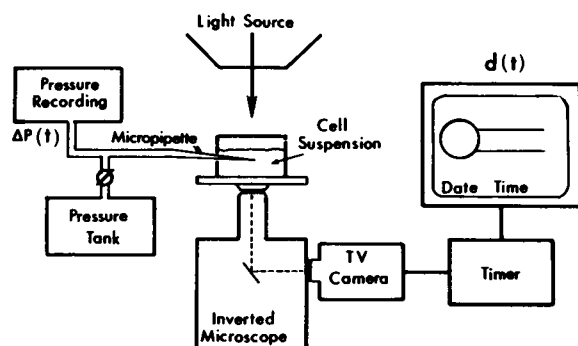 Light Source
d(t)
Pressure
Recording
ΔP(t)
Micropipette
Cell
Suspension
Date Time
Pressure
Tank
TV
Camera
Timer
Inverted
Microscope